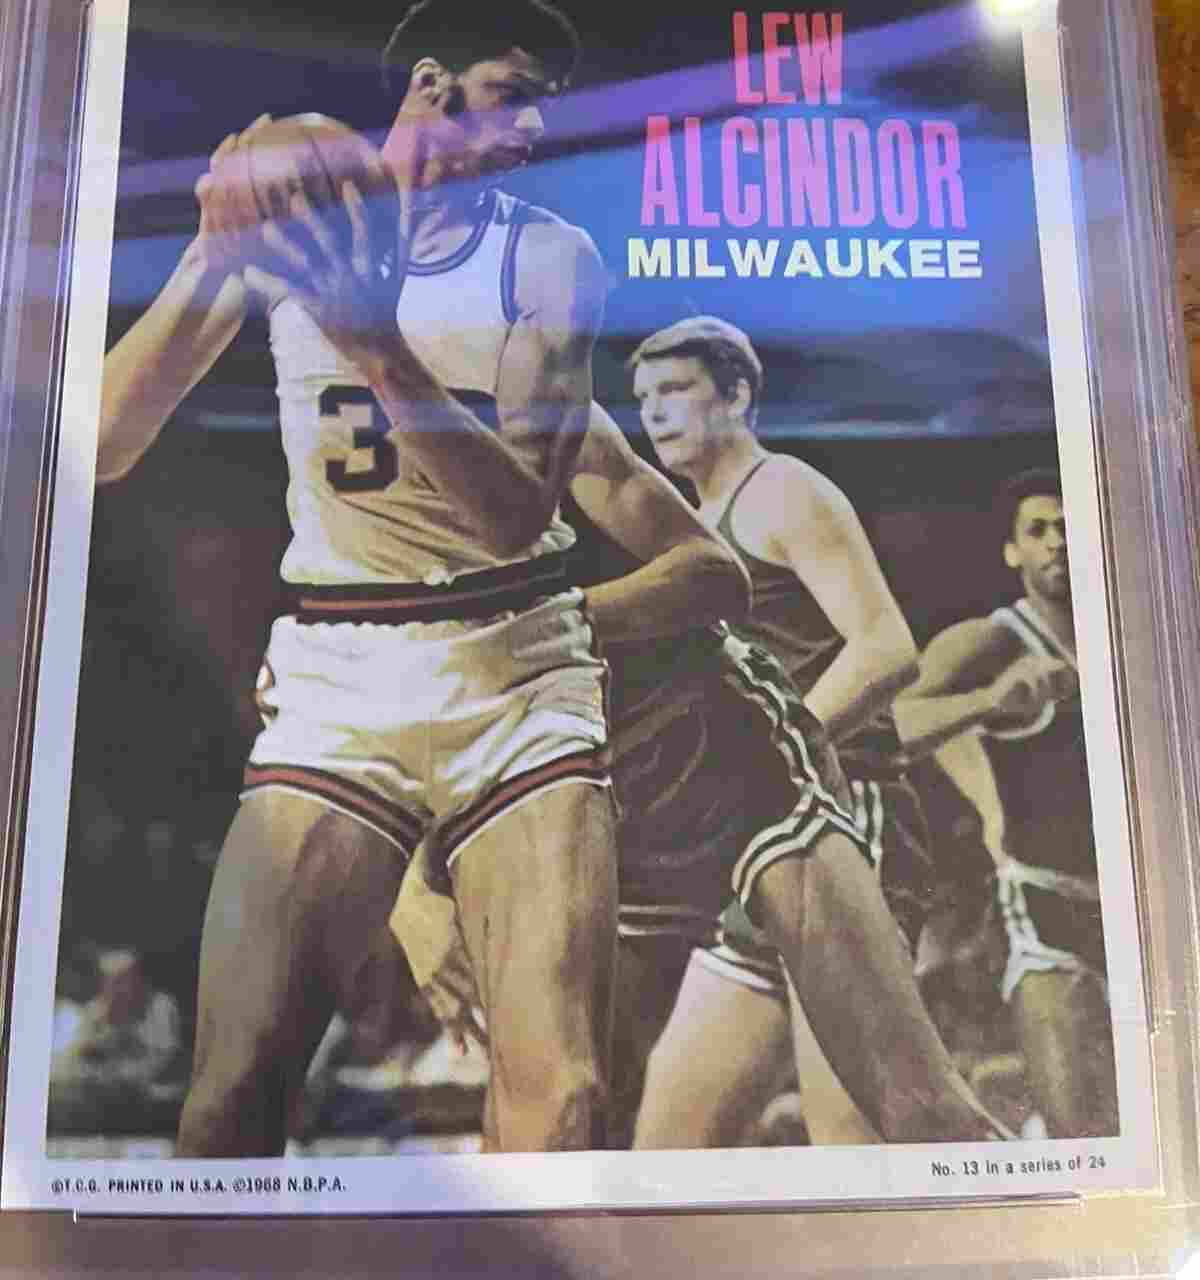 LEW
ALCINDOR
MILWAUKEE
3
©T.C.G. PRINTED IN U.S.A. ©1968 N.B.P.A.
No. 13 in a series of 24